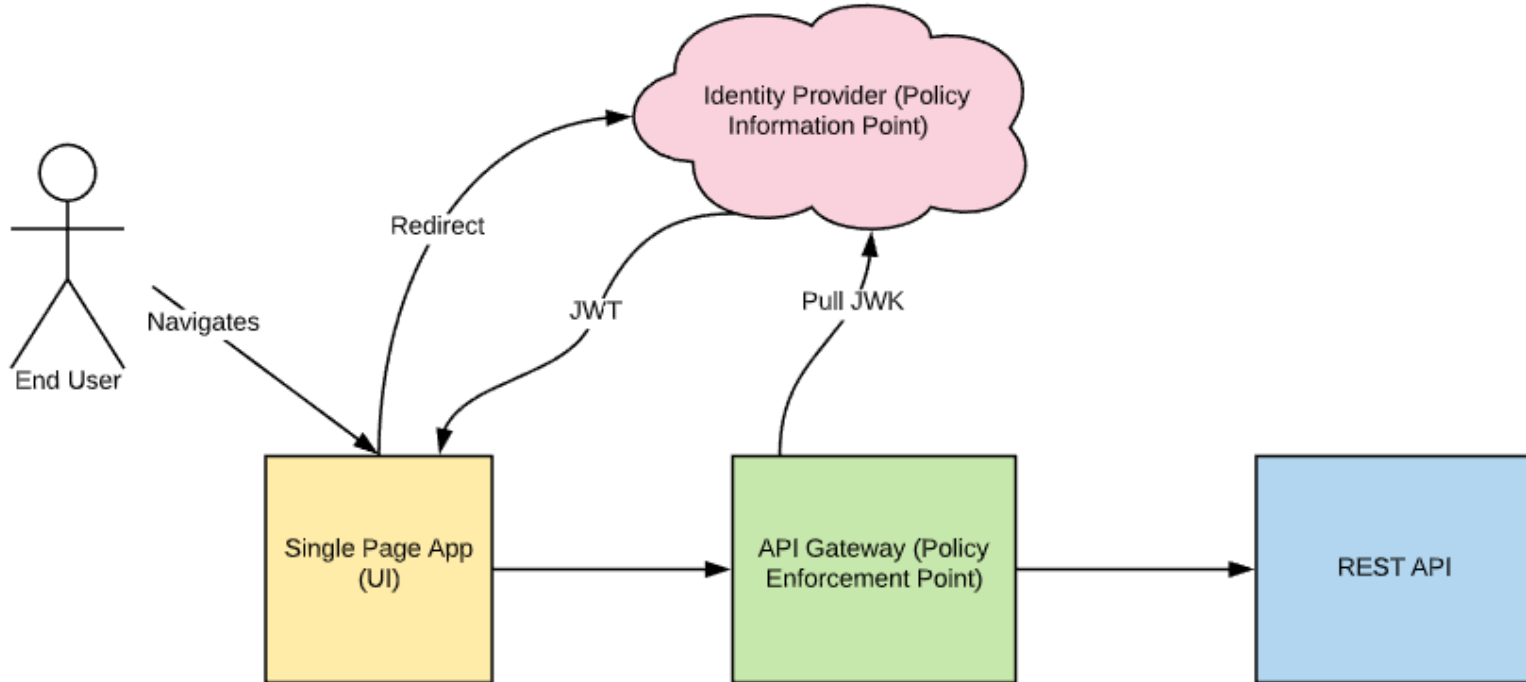 Identity Provider (Policy
Information Point)
Redirect
JWT
Pull JWK
Navigates
End User
Single Page App
(UI)
API Gateway (Policy
Enforcement Point)
REST API